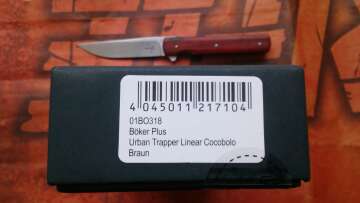 4 045011 217104
01BO318
Böker Plus
Urban Trapper Linear Cocobolo
Braun